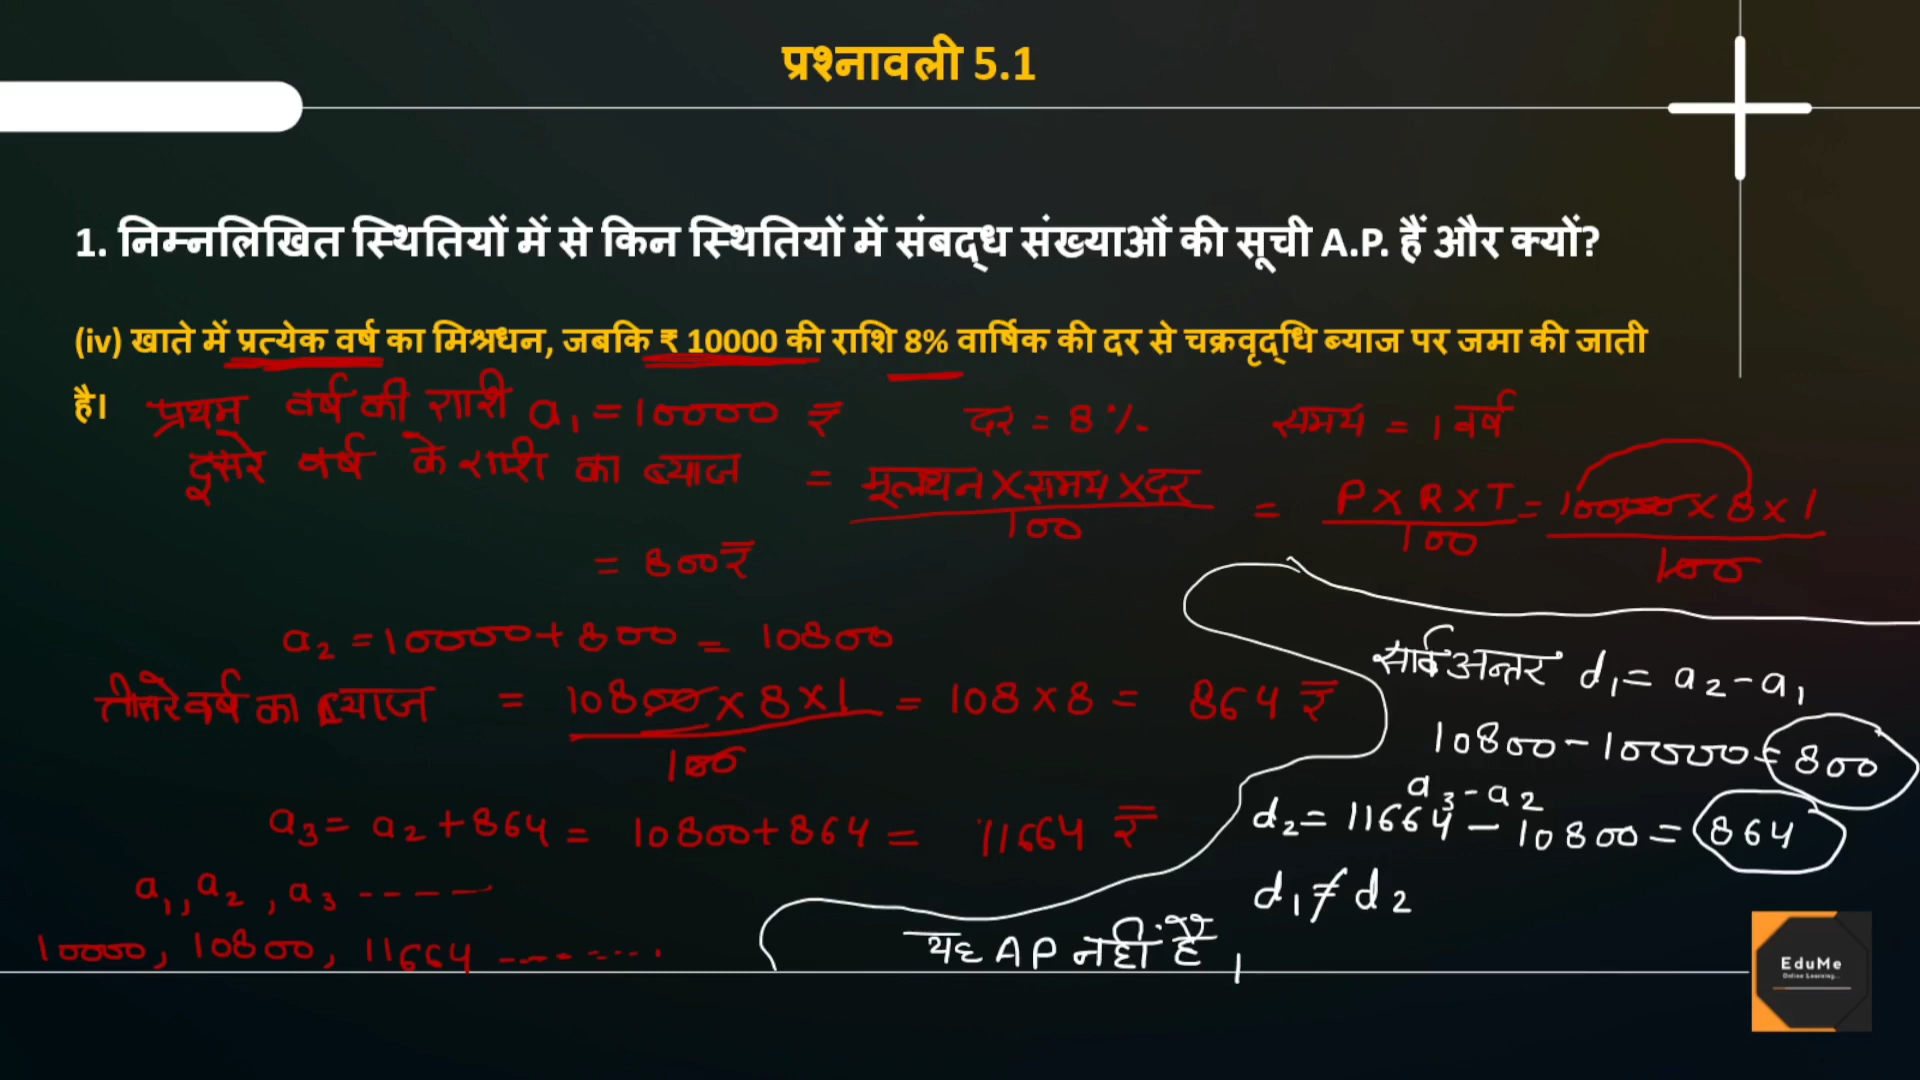 प्रश्नावली 5.1
1. निम्नलिखित स्थितियों में से किन स्थितियों में संबद्ध संख्याओं की सूची A.P. हैं और क्यों?
(iv) खाते में प्रत्येक वर्ष का मिश्रधन, जबकि ₹ 10000 की राशि 8% वार्षिक की दर से चक्रवृद्धि ब्याज पर जमा की जाती
है।
प्रथम वर्ष की राशि a₁ = 10000 ₹ दर = 8% समय = 1 वर्ष
दूसरे वर्ष के राशि का ब्याज = मूलधन × समय × दर / 100 = P × R × T / 100 = 10000 × 8 × 1 / 100
= 800 ₹
a₂ = 10000 + 800 = 10800
तीसरे वर्ष का ब्याज = 10800 × 8 × 1 / 100 = 108 × 8 = 864 ₹
a₃ = a₂ + 864 = 10800 + 864 = 11664 ₹
a₁, a₂, a₃ ----
10000, 10800, 11664 -------
सार्वअन्तर d₁ = a₂ - a₁
10800 - 10000 = 800
a₃ - a₂
d₂ = 11664 - 10800 = 864
d₁ ≠ d₂
यह AP नहीं है।
EduMe
Online Learning...